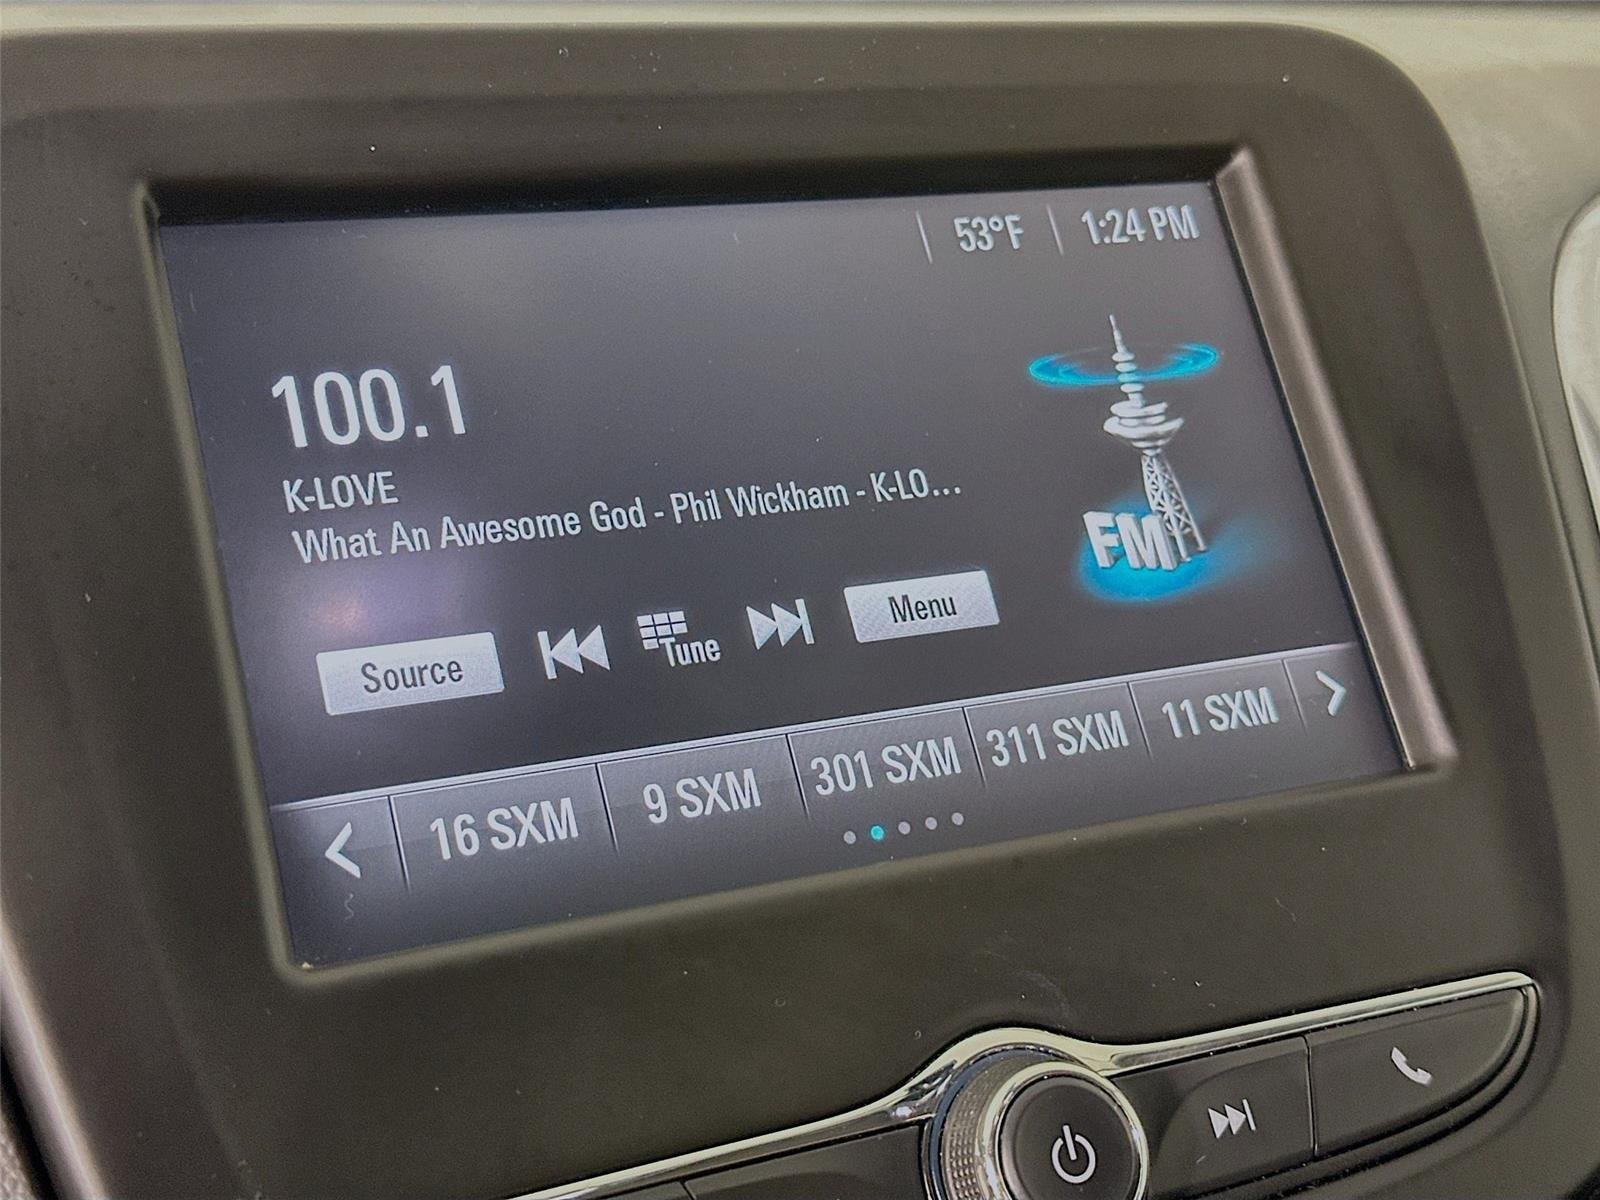 53°F 1:24 PM
100.1
K-LOVE
What An Awesome God - Phil Wickham - K-LO...
FM
Source Tune Menu
16 SXM 9 SXM 301 SXM 311 SXM 11 SXM